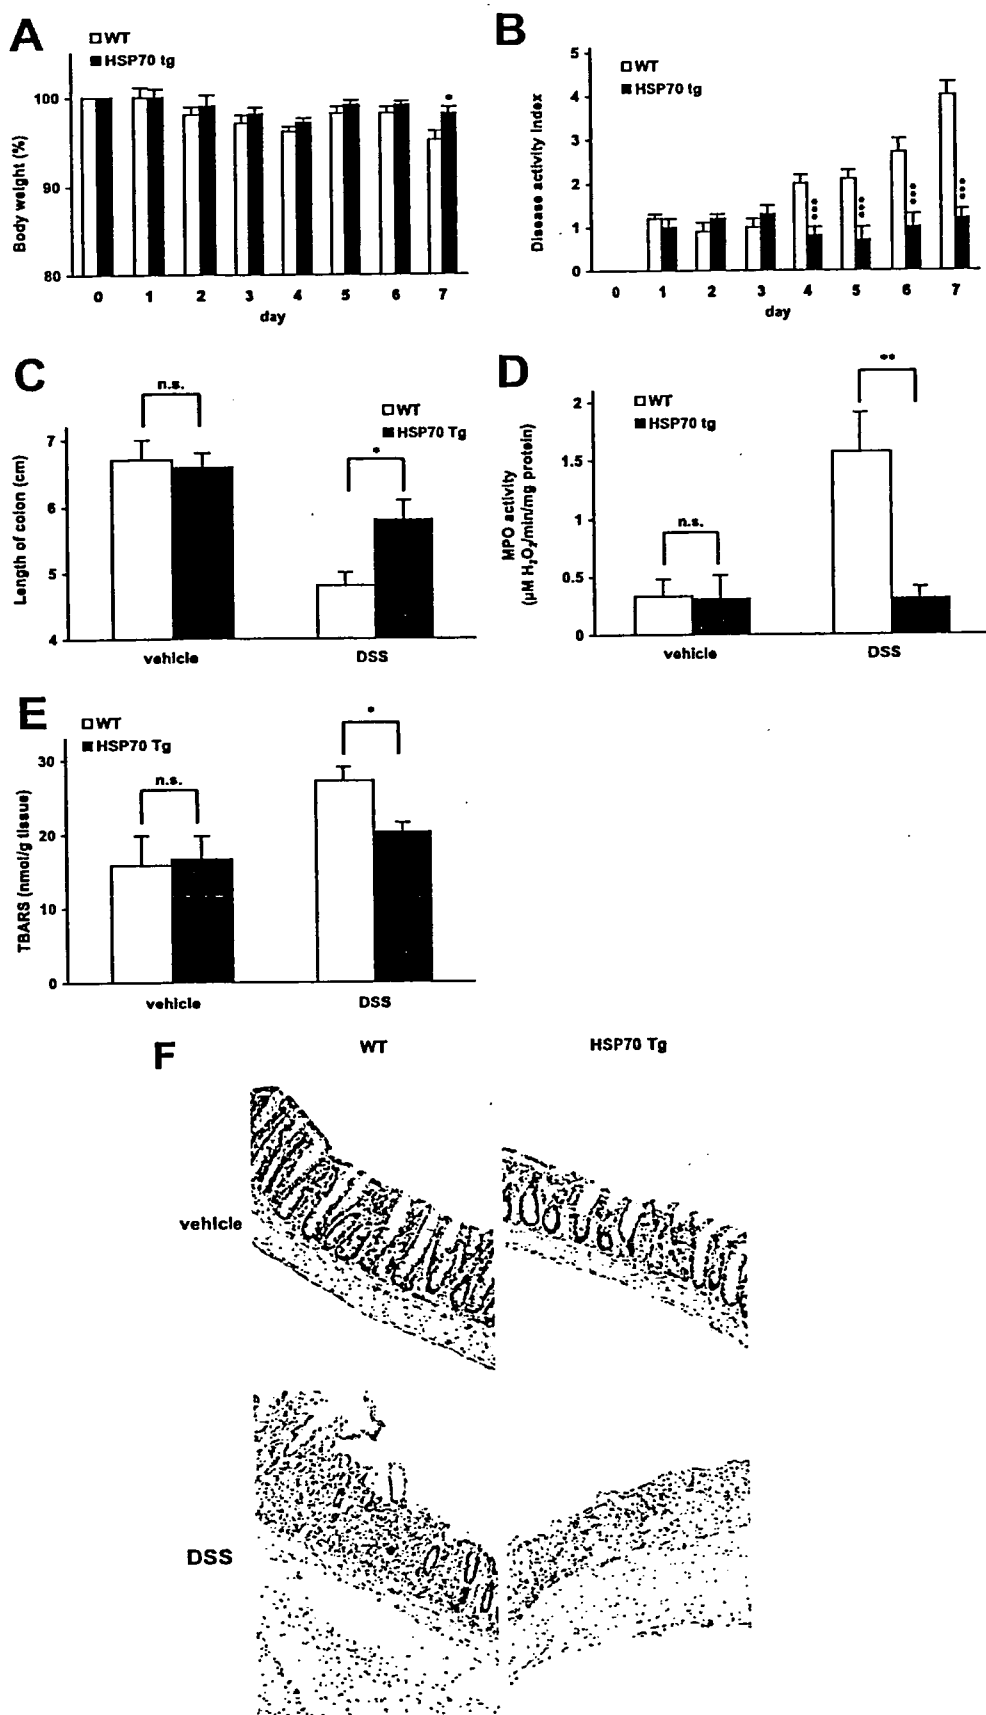 A
WT
HSP70 tg
Body weight (%)
100
90
80
*
0 1 2 3 4 5 6 7
day
B
WT
HSP70 tg
Disease activity index
5
4
3
2
1
0
*** *** *** ***
0 1 2 3 4 5 6 7
day
C
n.s.
WT
HSP70 Tg
*
Length of colon (cm)
7
6
5
4
vehicle DSS
D
WT
HSP70 tg
n.s.
**
MPO activity
(µM H₂O₂/min/mg protein)
2
1.5
1
0.5
0
vehicle DSS
E
WT
HSP70 Tg
n.s.
*
TBARS (nmol/g tissue)
30
20
10
0
vehicle DSS
F
WT HSP70 Tg
vehicle
DSS